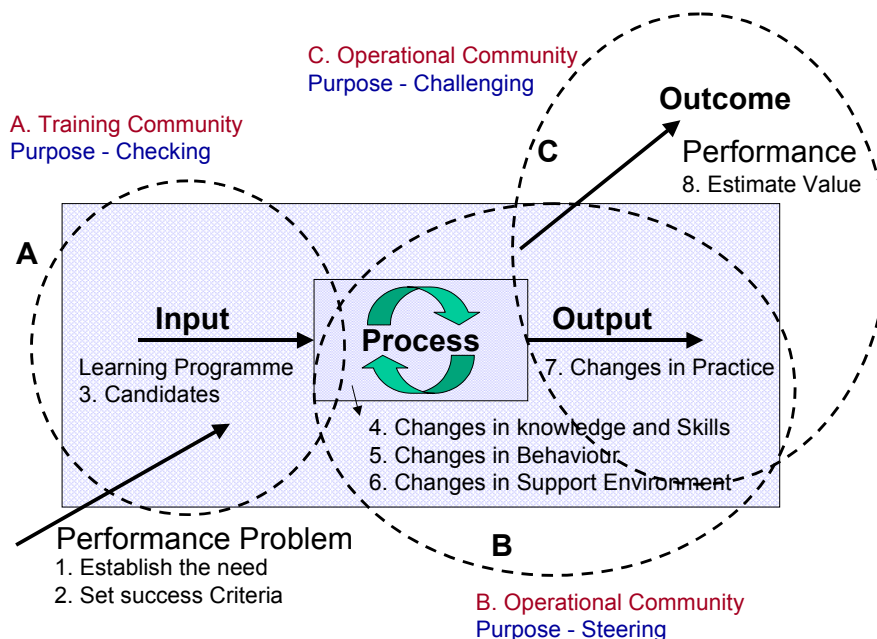 C. Operational Community
Purpose - Challenging
Outcome
A. Training Community
Purpose - Checking
C
Performance
8. Estimate Value
A
Input
Process
Output
Learning Programme
3. Candidates
7. Changes in Practice
4. Changes in knowledge and Skills
5. Changes in Behaviour
6. Changes in Support Environment
Performance Problem
1. Establish the need
2. Set success Criteria
B
B. Operational Community
Purpose - Steering